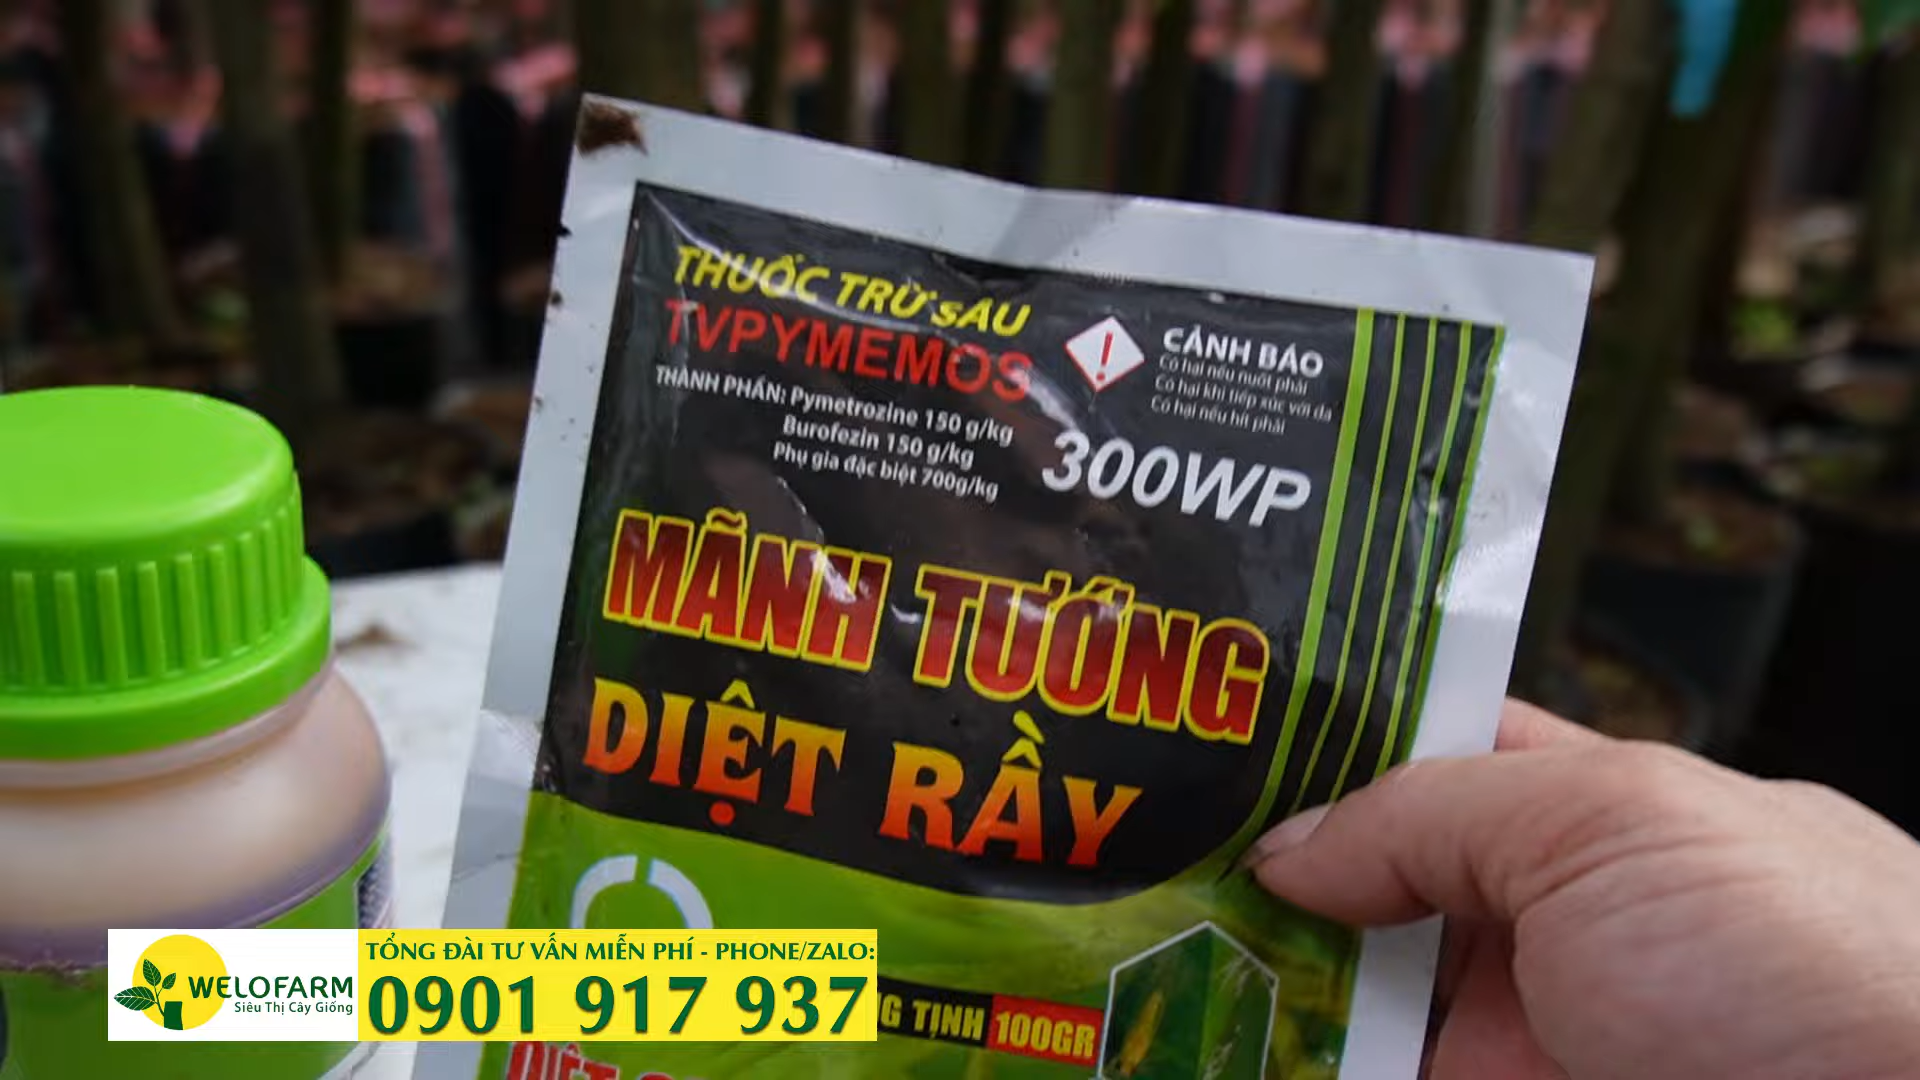 THUỐC TRỪ SÂU
TVPYMEMOS
THÀNH PHẦN: Pymetrozine 150 g/kg
Burofezin 150 g/kg
Phụ gia đặc biệt 700g/kg
CẢNH BÁO
Có hại nếu nuốt phải
Có hại khi tiếp xúc với da
Có hại nếu hít phải
300WP
MÃNH TƯỚNG
DIỆT RẦY
TỊNH 100GR
WELOFARM
Siêu Thị Cây Giống
TỔNG ĐÀI TƯ VẤN MIỄN PHÍ - PHONE/ZALO:
0901 917 937